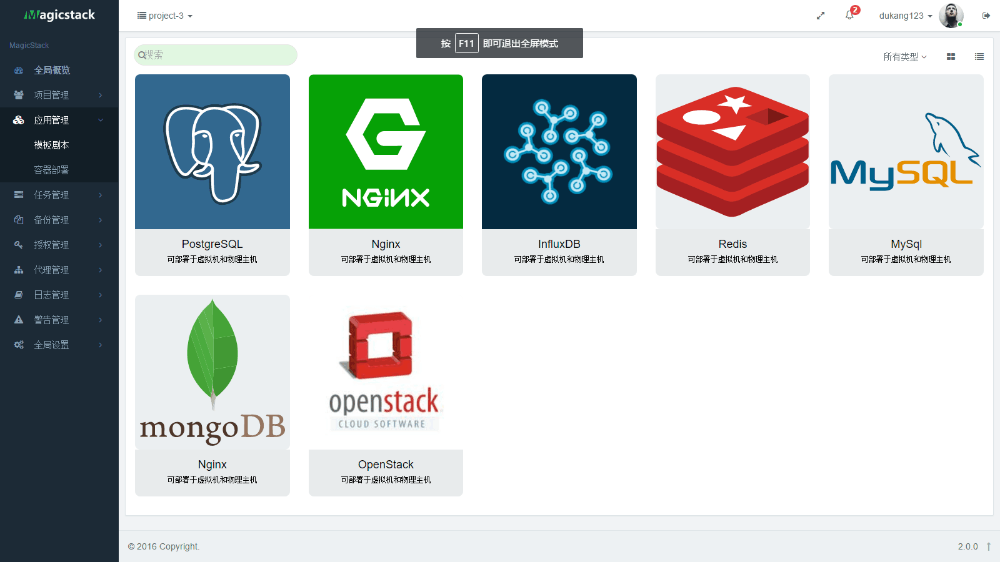 Magicstack
project-3
2
dukang123
按 F11 即可退出全屏模式
MagicStack
全局概览
项目管理
应用管理
模板剧本
容器部署
任务管理
备份管理
授权管理
代理管理
日志管理
警告管理
全局设置
搜索
所有类型
NGiNX
MySQL
PostgreSQL
可部署于虚拟机和物理主机
Nginx
可部署于虚拟机和物理主机
InfluxDB
可部署于虚拟机和物理主机
Redis
可部署于虚拟机和物理主机
MySql
可部署于虚拟机和物理主机
mongoDB
openstack
CLOUD SOFTWARE
Nginx
可部署于虚拟机和物理主机
OpenStack
可部署于虚拟机和物理主机
© 2016 Copyright.
2.0.0